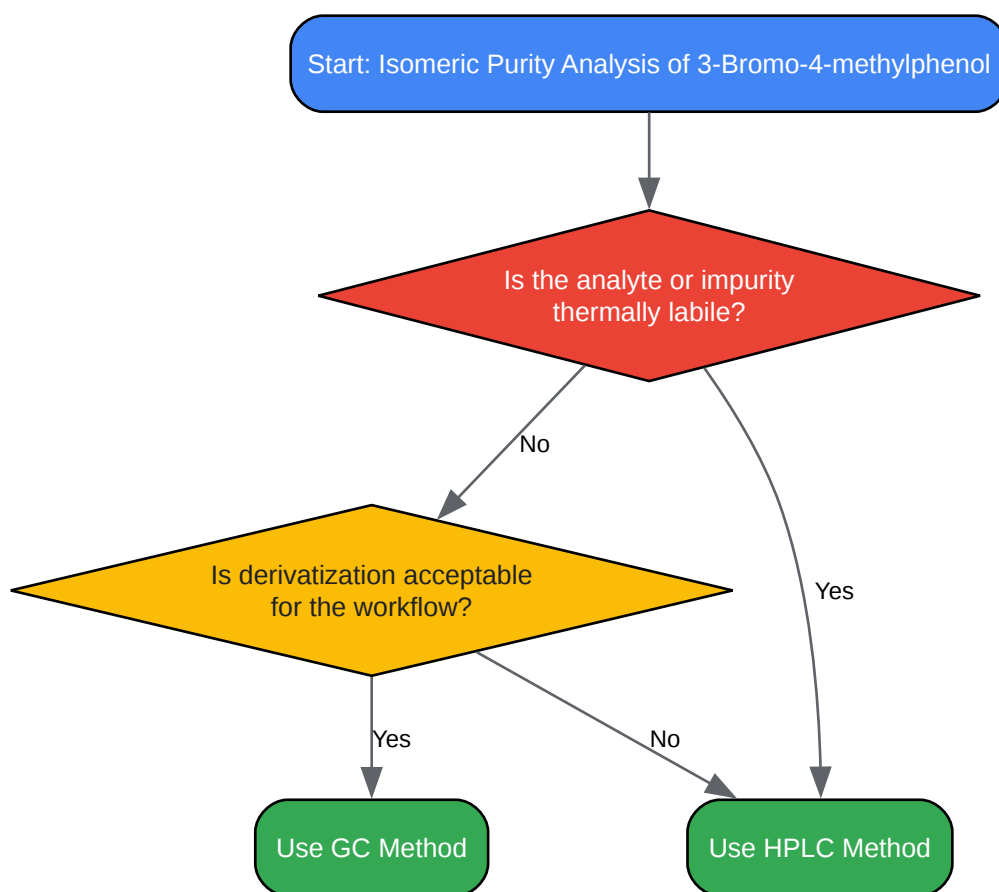 Start: Isomeric Purity Analysis of 3-Bromo-4-methylphenol
Is the analyte or impurity
thermally labile?
No
Is derivatization acceptable
for the workflow?
Yes
Yes
No
Use GC Method
Use HPLC Method